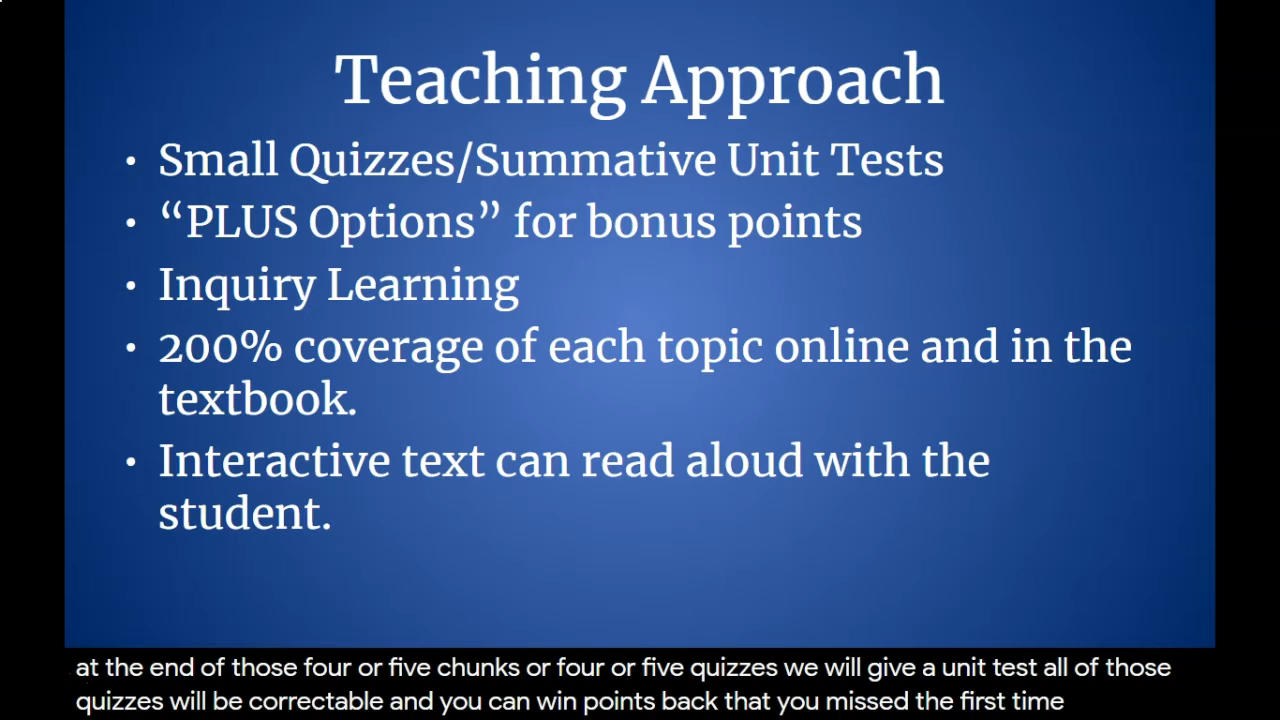 Teaching Approach
• Small Quizzes/Summative Unit Tests
• “PLUS Options” for bonus points
• Inquiry Learning
• 200% coverage of each topic online and in the
textbook.
• Interactive text can read aloud with the
student.
at the end of those four or five chunks or four or five quizzes we will give a unit test all of those
quizzes will be correctable and you can win points back that you missed the first time